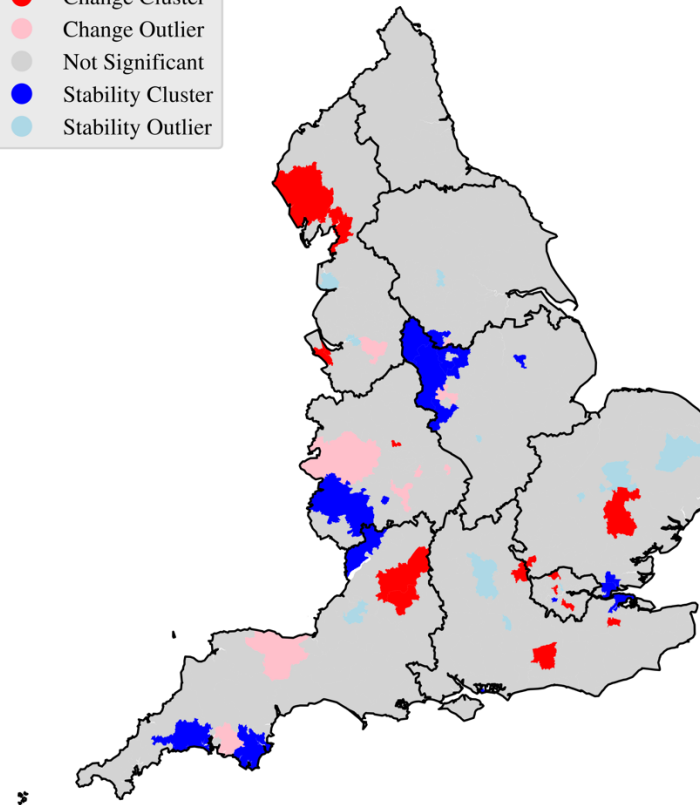 Change Cluster
Change Outlier
Not Significant
Stability Cluster
Stability Outlier